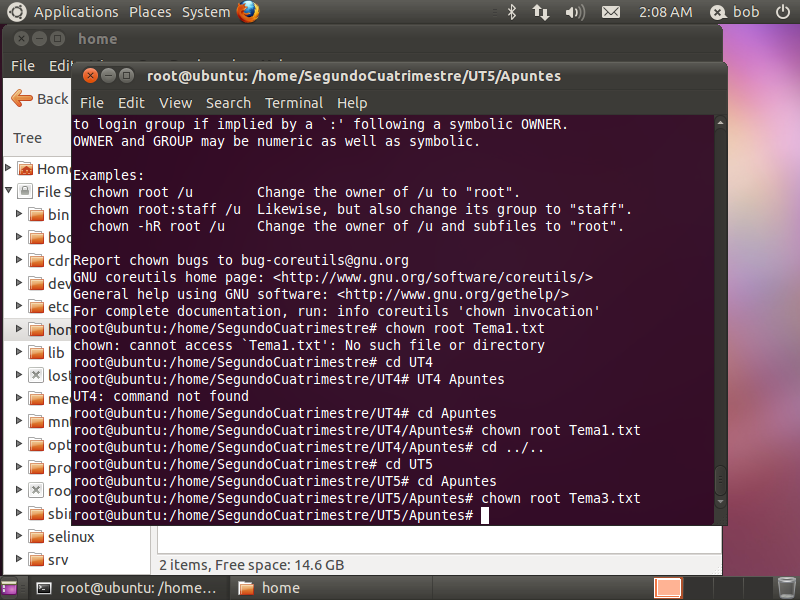 Applications Places System 2:08 AM bob
home
File Edit
root@ubuntu: /home/SegundoCuatrimestre/UT5/Apuntes
File Edit View Search Terminal Help
Back
Tree
Home
File S
bin
boo
cdr
dev
etc
hom
lib
lost
me
mn
opt
pro
roo
sbi
selinux
srv
to login group if implied by a `:' following a symbolic OWNER.
OWNER and GROUP may be numeric as well as symbolic.
Examples:
chown root /u        Change the owner of /u to "root".
chown root:staff /u  Likewise, but also change its group to "staff".
chown -hR root /u    Change the owner of /u and subfiles to "root".
Report chown bugs to bug-coreutils@gnu.org
GNU coreutils home page: <http://www.gnu.org/software/coreutils/>
General help using GNU software: <http://www.gnu.org/gethelp/>
For complete documentation, run: info coreutils 'chown invocation'
root@ubuntu:/home/SegundoCuatrimestre# chown root Tema1.txt
chown: cannot access `Tema1.txt': No such file or directory
root@ubuntu:/home/SegundoCuatrimestre# cd UT4
root@ubuntu:/home/SegundoCuatrimestre/UT4# UT4 Apuntes
UT4: command not found
root@ubuntu:/home/SegundoCuatrimestre/UT4# cd Apuntes
root@ubuntu:/home/SegundoCuatrimestre/UT4/Apuntes# chown root Tema1.txt
root@ubuntu:/home/SegundoCuatrimestre/UT4/Apuntes# cd ../..
root@ubuntu:/home/SegundoCuatrimestre# cd UT5
root@ubuntu:/home/SegundoCuatrimestre/UT5# cd Apuntes
root@ubuntu:/home/SegundoCuatrimestre/UT5/Apuntes# chown root Tema3.txt
root@ubuntu:/home/SegundoCuatrimestre/UT5/Apuntes#
2 items, Free space: 14.6 GB
root@ubuntu: /home... home